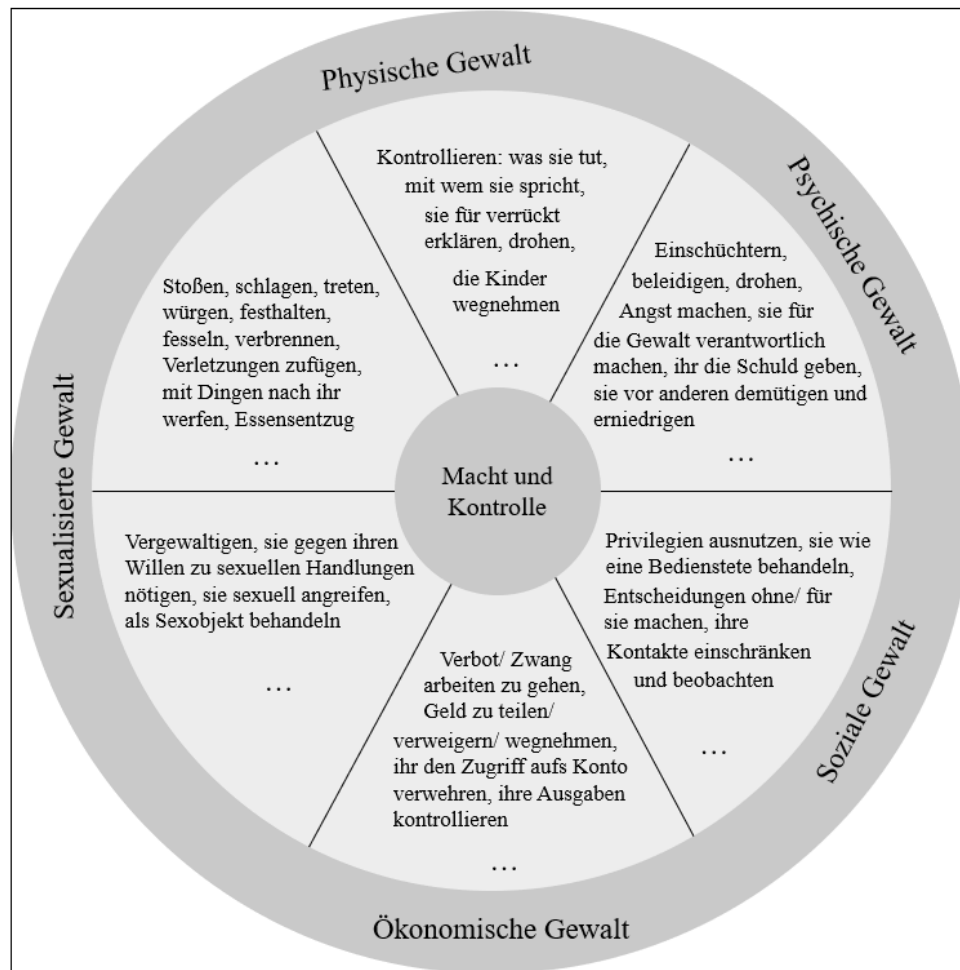 Physische Gewalt
Psychische Gewalt
Kontrollieren: was sie tut,
mit wem sie spricht,
sie für verrückt
erklären, drohen,
die Kinder
wegnehmen
…
Einschüchtern,
beleidigen, drohen,
Angst machen, sie für
die Gewalt verantwortlich
machen, ihr die Schuld geben,
sie vor anderen demütigen und
erniedrigen
…
Stoßen, schlagen, treten,
würgen, festhalten,
fesseln, verbrennen,
Verletzungen zufügen,
mit Dingen nach ihr
werfen, Essensentzug
…
Sexualisierte Gewalt
Macht und
Kontrolle
Vergewaltigen, sie gegen ihren
Willen zu sexuellen Handlungen
nötigen, sie sexuell angreifen,
als Sexobjekt behandeln
…
Privilegien ausnutzen, sie wie
eine Bedienstete behandeln,
Entscheidungen ohne/ für
sie machen, ihre
Kontakte einschränken
und beobachten
…
Soziale Gewalt
Verbot/ Zwang
arbeiten zu gehen,
Geld zu teilen/
verweigern/ wegnehmen,
ihr den Zugriff aufs Konto
verwehren, ihre Ausgaben
kontrollieren
…
Ökonomische Gewalt